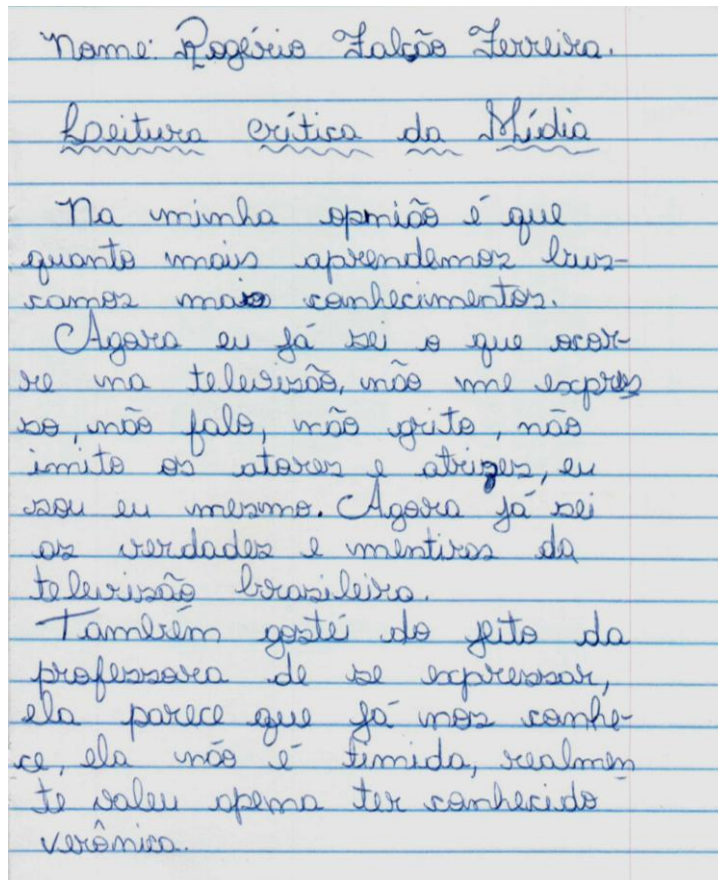 Nome: Rogério Falcão Ferreira.
Leitura crítica da Mídia
Na minha opmião é que
quanto mais aprendemos bus-
camos mais conhecimentos.
Agora eu já sei o que ocor-
re na televisão, não me expres
so, não falo, não grito, não
imito os atores e atrizes, eu
sou eu mesmo. Agora já sei
as verdades e mentiras da
televisão brasileira.
Também gostei do jeito da
professora de se expressar,
ela parece que já nos conhe-
ce, ela não é timida, realmen
te valeu apena ter conhecido
verônica.